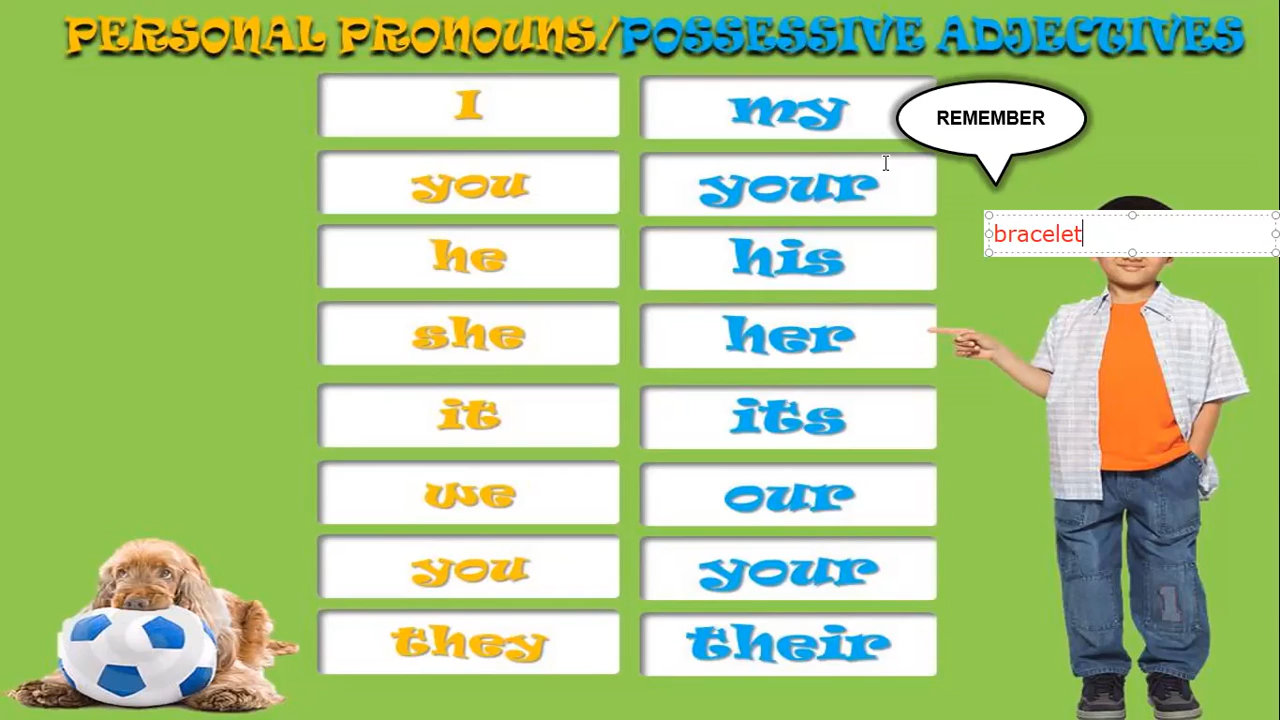 PERSONAL PRONOUNS/POSSESSIVE ADJECTIVES
I my
REMEMBER
you your
bracelet
he his
she her
it its
we our
you your
they their
1